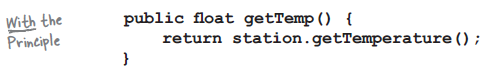 With the
Principle
public float getTemp() {
return station.getTemperature();
}